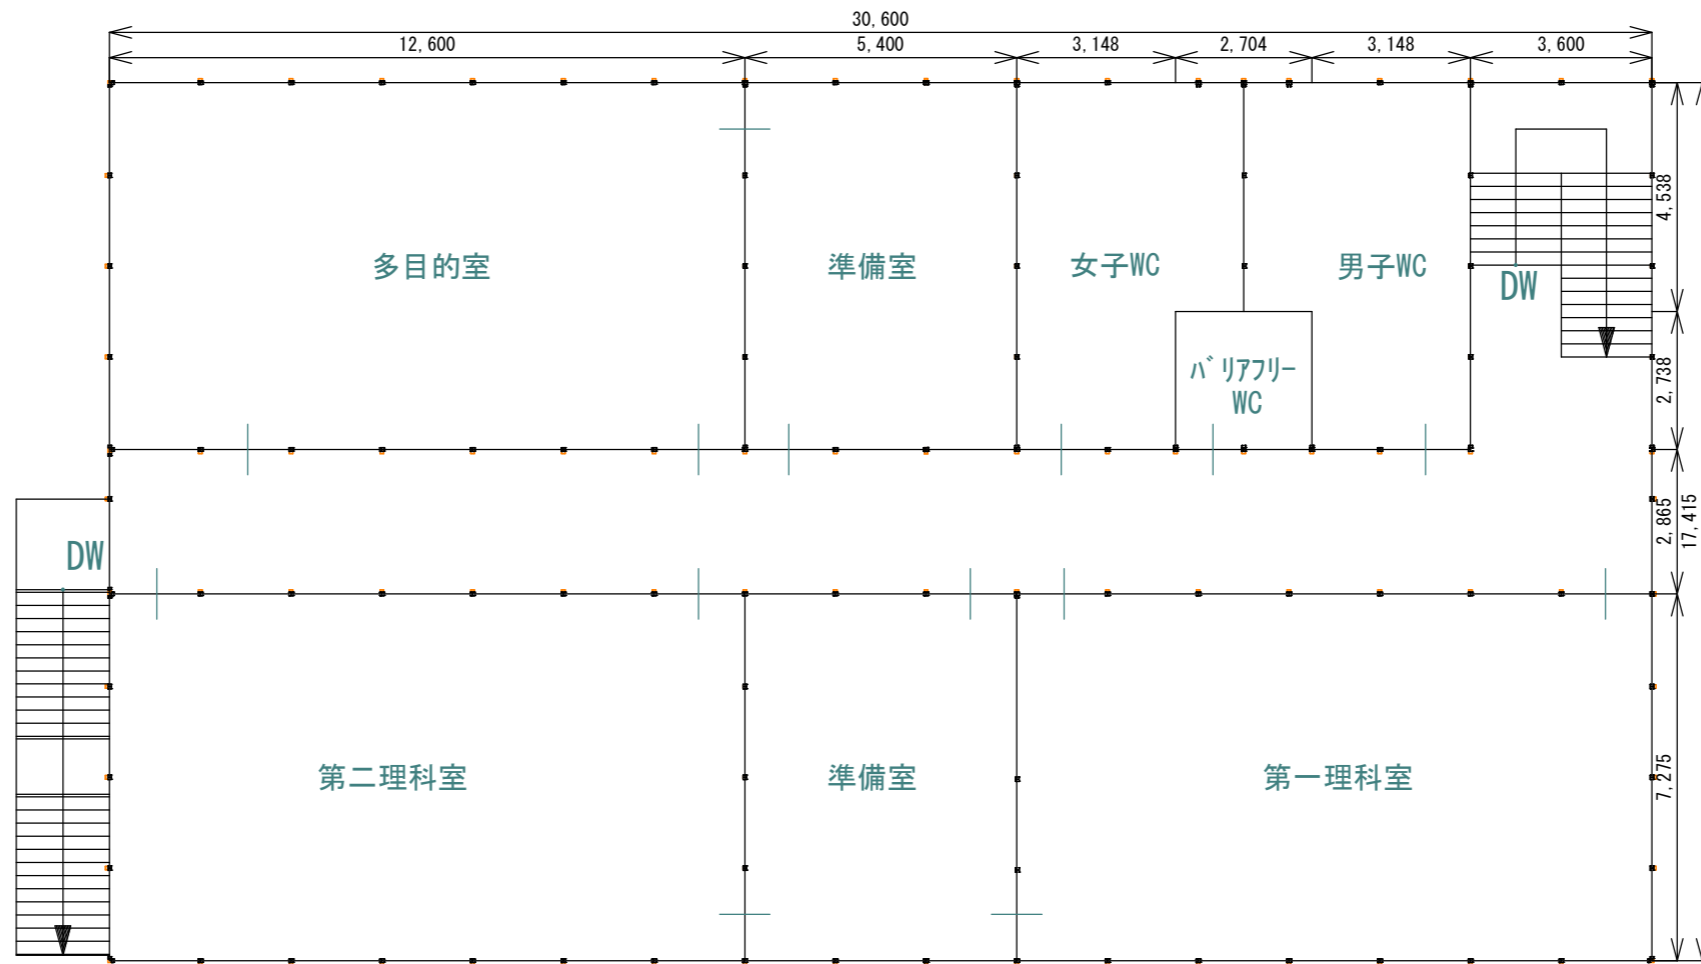 30,600
12,600
5,400
3,148
2,704
3,148
3,600
4,538
多目的室
準備室
女子WC
男子WC
DW
バリアフリー
WC
2,738
2,865
17,415
DW
7,275
第二理科室
準備室
第一理科室